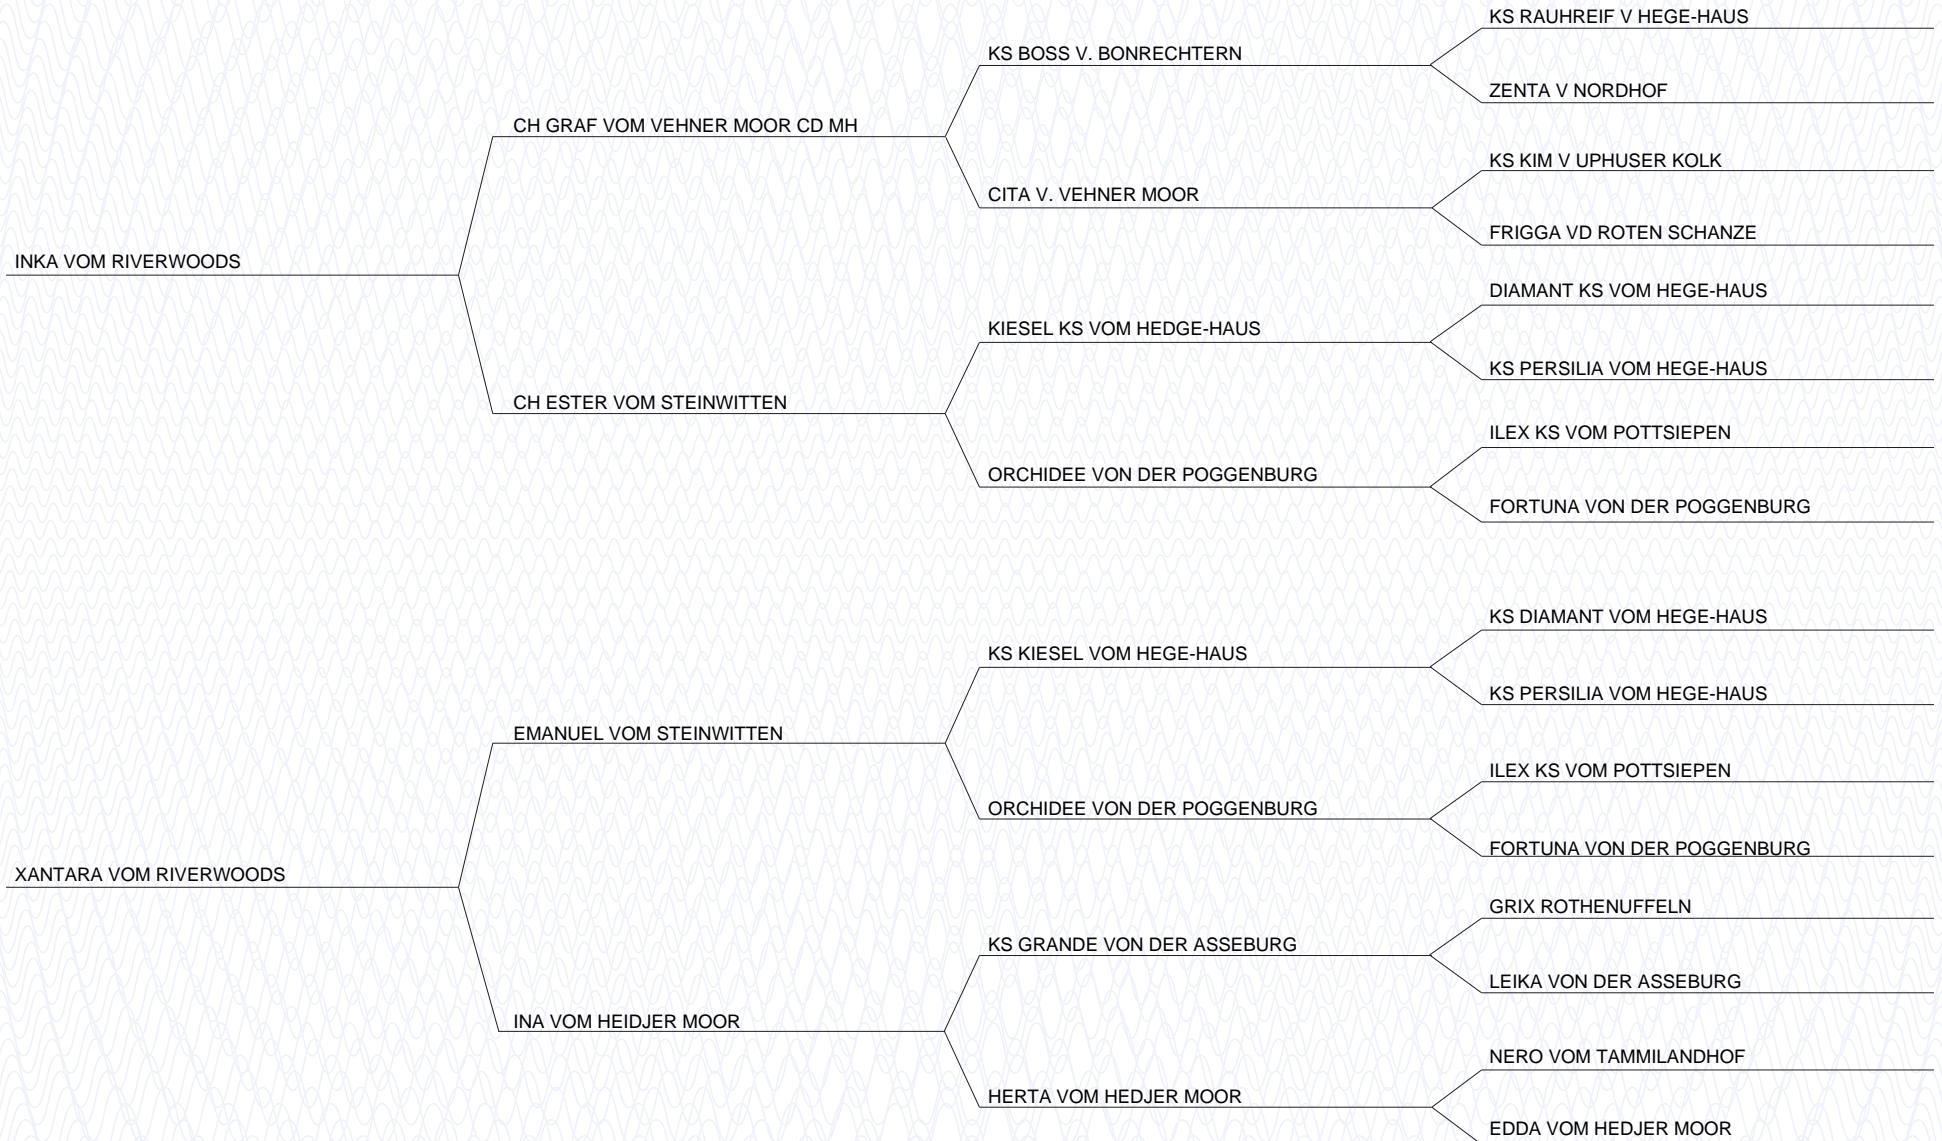 KS RAUHREIF V HEGE-HAUS
KS BOSS V. BONRECHTERN
ZENTA V NORDHOF
CH GRAF VOM VEHNER MOOR CD MH
KS KIM V UPHUSER KOLK
CITA V. VEHNER MOOR
FRIGGA VD ROTEN SCHANZE
INKA VOM RIVERWOODS
DIAMANT KS VOM HEGE-HAUS
KIESEL KS VOM HEDGE-HAUS
KS PERSILIA VOM HEGE-HAUS
CH ESTER VOM STEINWITTEN
ILEX KS VOM POTTSIEPEN
ORCHIDEE VON DER POGGENBURG
FORTUNA VON DER POGGENBURG
KS DIAMANT VOM HEGE-HAUS
KS KIESEL VOM HEGE-HAUS
KS PERSILIA VOM HEGE-HAUS
EMANUEL VOM STEINWITTEN
ILEX KS VOM POTTSIEPEN
ORCHIDEE VON DER POGGENBURG
FORTUNA VON DER POGGENBURG
XANTARA VOM RIVERWOODS
GRIX ROTHENUFFELN
KS GRANDE VON DER ASSEBURG
LEIKA VON DER ASSEBURG
INA VOM HEIDJER MOOR
NERO VOM TAMMILANDHOF
HERTA VOM HEDJER MOOR
EDDA VOM HEDJER MOOR